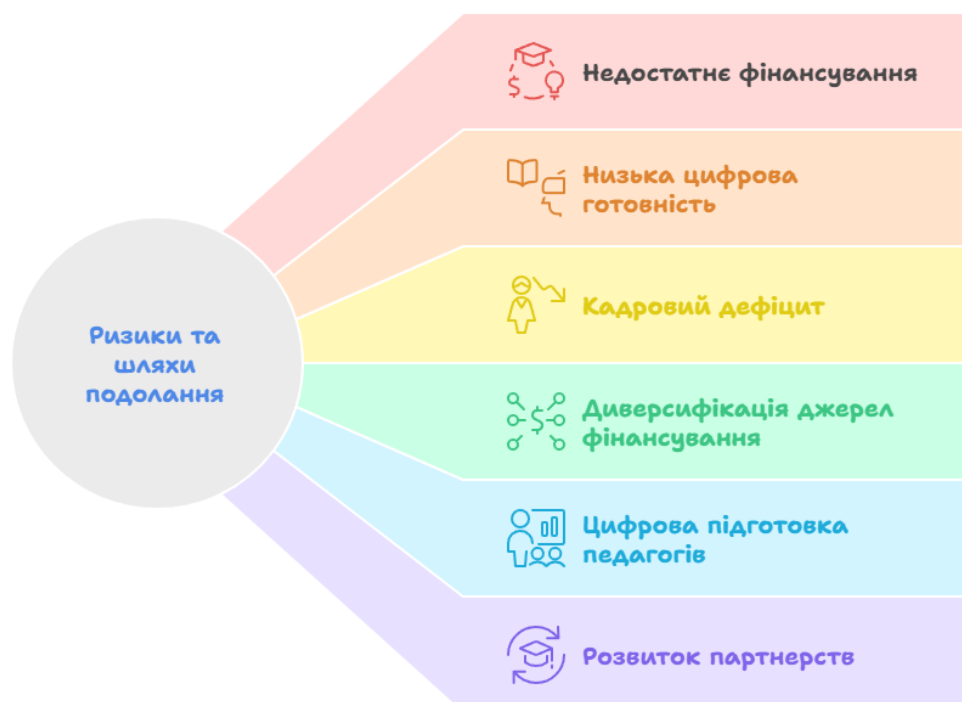 Ризики та
шляхи
подолання
Недостатнє фінансування
Низька цифрова
готовність
Кадровий дефіцит
Диверсифікація джерел
фінансування
Цифрова підготовка
педагогів
Розвиток партнерств